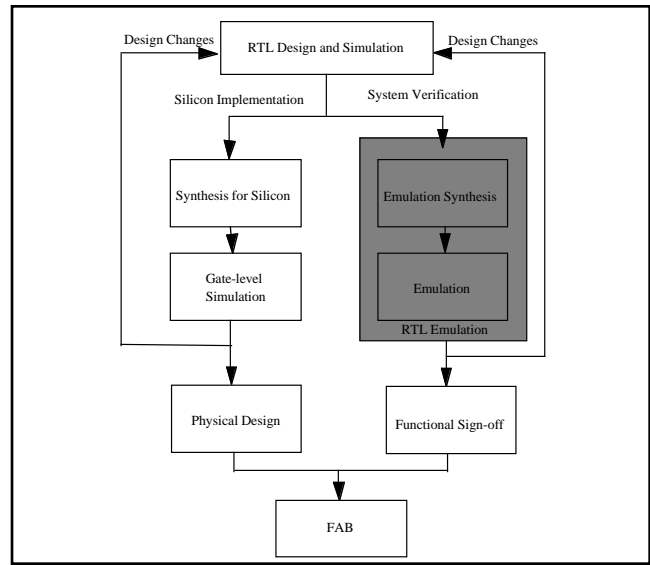 Design Changes
RTL Design and Simulation
Design Changes
Silicon Implementation
System Verification
Synthesis for Silicon
Emulation Synthesis
Gate-level
Simulation
Emulation
RTL Emulation
Physical Design
Functional Sign-off
FAB